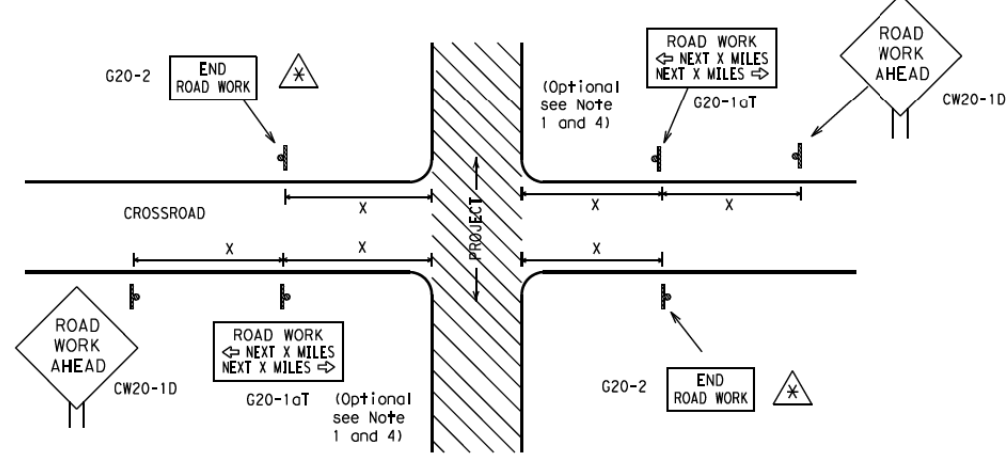 ROAD
WORK
AHEAD
CW20-1D
ROAD WORK
⇦ NEXT X MILES
NEXT X MILES ⇨
G20-1aT
(Optional
see Note
1 and 4)
G20-2
END
ROAD WORK
*
X
X
X
CROSSROAD
PROJECT
X
X
X
ROAD
WORK
AHEAD
CW20-1D
ROAD WORK
⇦ NEXT X MILES
NEXT X MILES ⇨
G20-1aT
(Optional
see Note
1 and 4)
G20-2
END
ROAD WORK
*